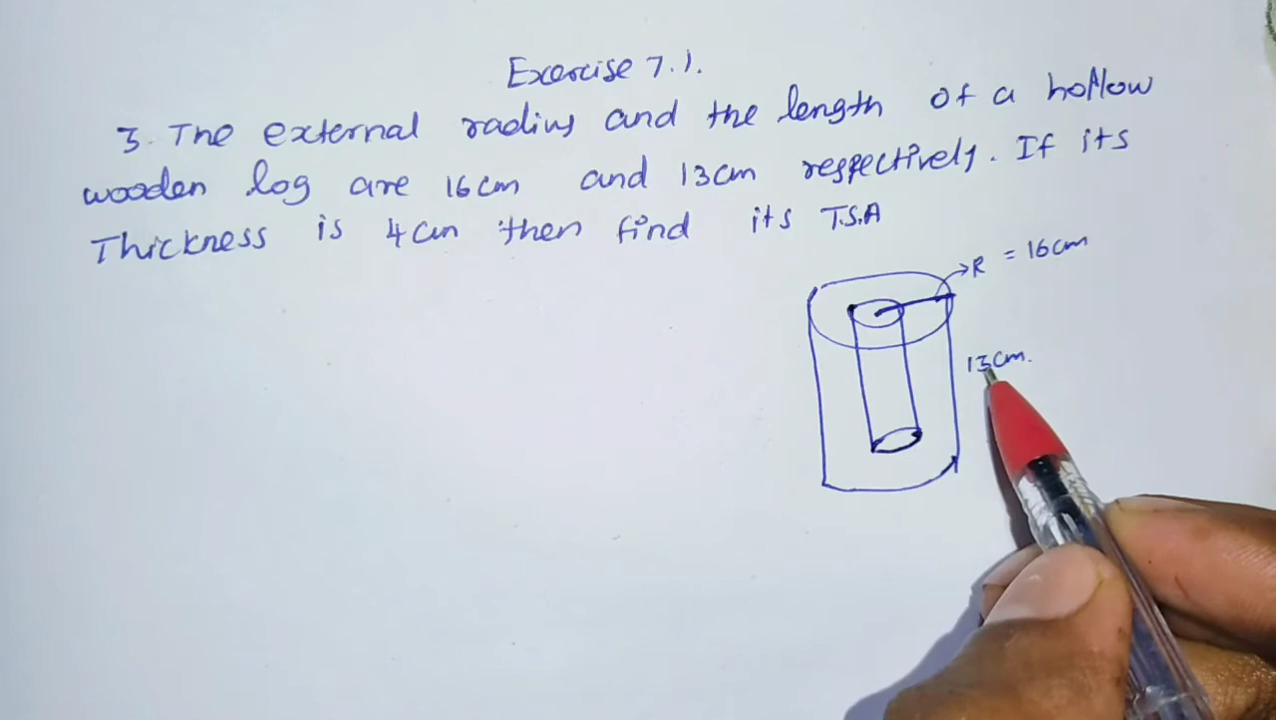 Exercise 7.1.
3. The external radius and the length of a hollow
wooden log are 16cm and 13cm respectively. If its
Thickness is 4cm then find its T.S.A
R = 16cm
13cm.